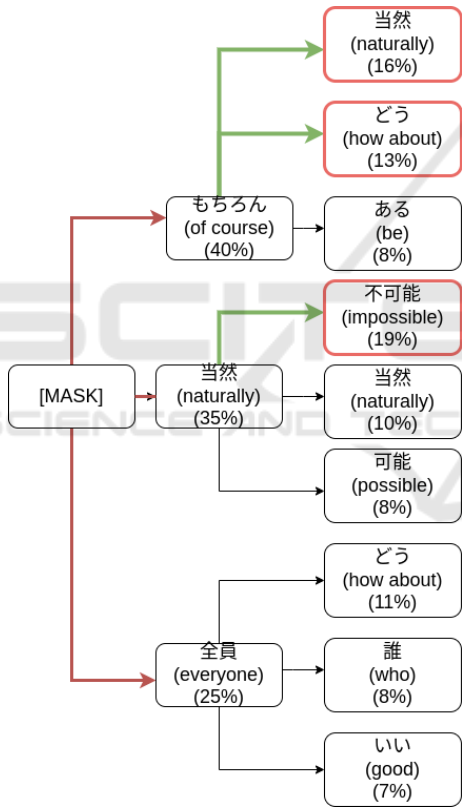 当然
(naturally)
(16%)
どう
(how about)
(13%)
もちろん
(of course)
(40%)
ある
(be)
(8%)
不可能
(impossible)
(19%)
[MASK]
当然
(naturally)
(35%)
当然
(naturally)
(10%)
可能
(possible)
(8%)
どう
(how about)
(11%)
全員
(everyone)
(25%)
誰
(who)
(8%)
いい
(good)
(7%)